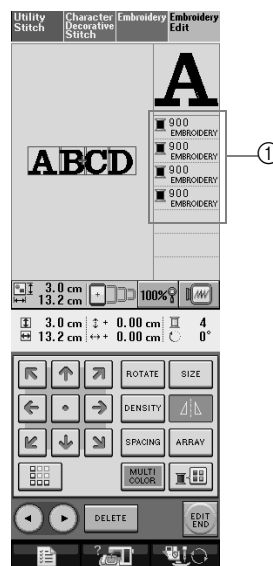 Utility Stitch
Character Decorative Stitch
Embroidery
Embroidery Edit
A
900
EMBROIDERY
900
EMBROIDERY
900
EMBROIDERY
900
EMBROIDERY
①
ABCD
3.0 cm
13.2 cm
100%
3.0 cm + 0.00 cm 4
13.2 cm + 0.00 cm 0°
ROTATE SIZE
DENSITY
SPACING ARRAY
MULTI COLOR
DELETE
EDIT END
?